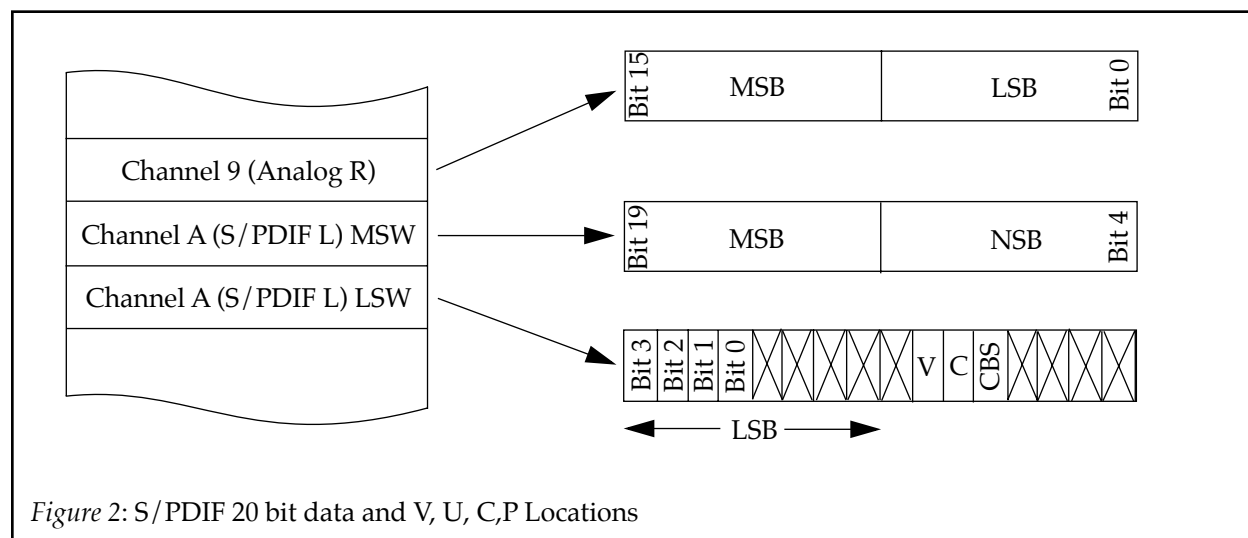 Bit 15
MSB
LSB
Bit 0
Channel 9 (Analog R)
Channel A (S/PDIF L) MSW
Bit 19
MSB
NSB
Bit 4
Channel A (S/PDIF L) LSW
Bit 3
Bit 2
Bit 1
Bit 0
V
C
CBS
LSB
Figure 2: S/PDIF 20 bit data and V, U, C,P Locations